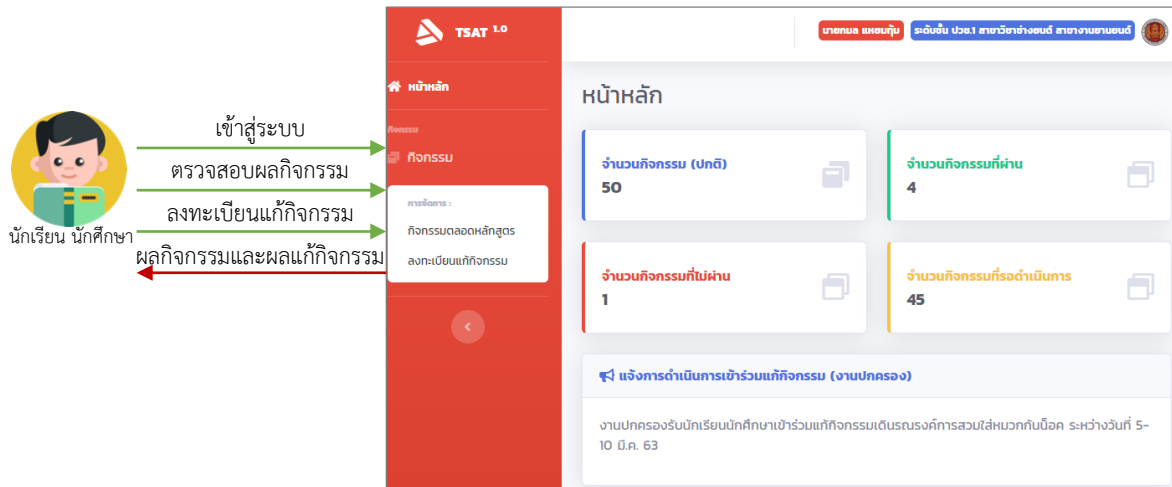 TSAT 1.0
นายกมล แหยมคุ้ม
ระดับชั้น ปวช.1 สาขาวิชาช่างยนต์ สาขางานยานยนต์
หน้าหลัก
หน้าหลัก
กิจกรรม
กิจกรรม
การจัดการ :
กิจกรรมตลอดหลักสูตร
ลงทะเบียนแก้กิจกรรม
เข้าสู่ระบบ
ตรวจสอบผลกิจกรรม
ลงทะเบียนแก้กิจกรรม
ผลกิจกรรมและผลแก้กิจกรรม
นักเรียน นักศึกษา
จำนวนกิจกรรม (ปกติ)
50
จำนวนกิจกรรมที่ผ่าน
4
จำนวนกิจกรรมที่ไม่ผ่าน
1
จำนวนกิจกรรมที่รอดำเนินการ
45
แจ้งการดำเนินการเข้าร่วมแก้กิจกรรม (งานปกครอง)
งานปกครองรับนักเรียนนักศึกษาเข้าร่วมแก้กิจกรรมเดินรณรงค์การสวมใส่หมวกกันน็อค ระหว่างวันที่ 5-
10 มี.ค. 63